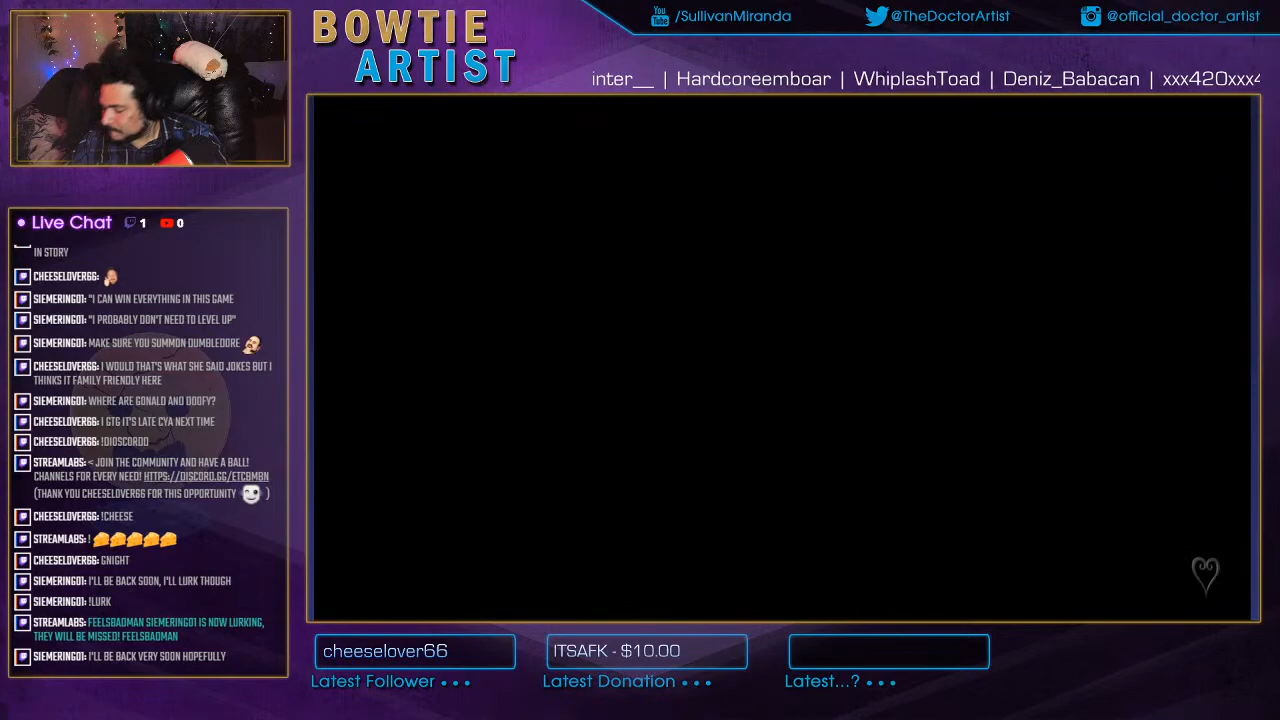 BOWTIE
ARTIST
/SullivanMiranda
@TheDoctorArtist
@official_doctor_artist
inter__ | Hardcoreemboar | WhiplashToad | Deniz_Babacan | xxx420xxx4
Live Chat 1 0
IN STORY
CHEESELOVER66:
SIEMERING01: "I CAN WIN EVERYTHING IN THIS GAME
SIEMERING01: "I PROBABLY DON'T NEED TO LEVEL UP"
SIEMERING01: MAKE SURE YOU SUMMON DUMBLEDORE
CHEESELOVER66: I WOULD THAT'S WHAT SHE SAID JOKES BUT I
THINKS IT FAMILY FRIENDLY HERE
SIEMERING01: WHERE ARE GONALD AND DOOFY?
CHEESELOVER66: I GTG IT'S LATE CYA NEXT TIME
CHEESELOVER66: !DIOSCORDO
STREAMLABS: < JOIN THE COMMUNITY AND HAVE A BALL!
CHANNELS FOR EVERY NEED! HTTPS://DISCORD.GG/ETCBMBN
(THANK YOU CHEESELOVER66 FOR THIS OPPORTUNITY )
CHEESELOVER66: !CHEESE
STREAMLABS: !
CHEESELOVER66: GNIGHT
SIEMERING01: I'LL BE BACK SOON, I'LL LURK THOUGH
SIEMERING01: !LURK
STREAMLABS: FEELSBADMAN SIEMERING01 IS NOW LURKING,
THEY WILL BE MISSED! FEELSBADMAN
SIEMERING01: I'LL BE BACK VERY SOON HOPEFULLY
cheeselover66
Latest Follower • • •
ITSAFK - $10.00
Latest Donation • • •
Latest...? • • •